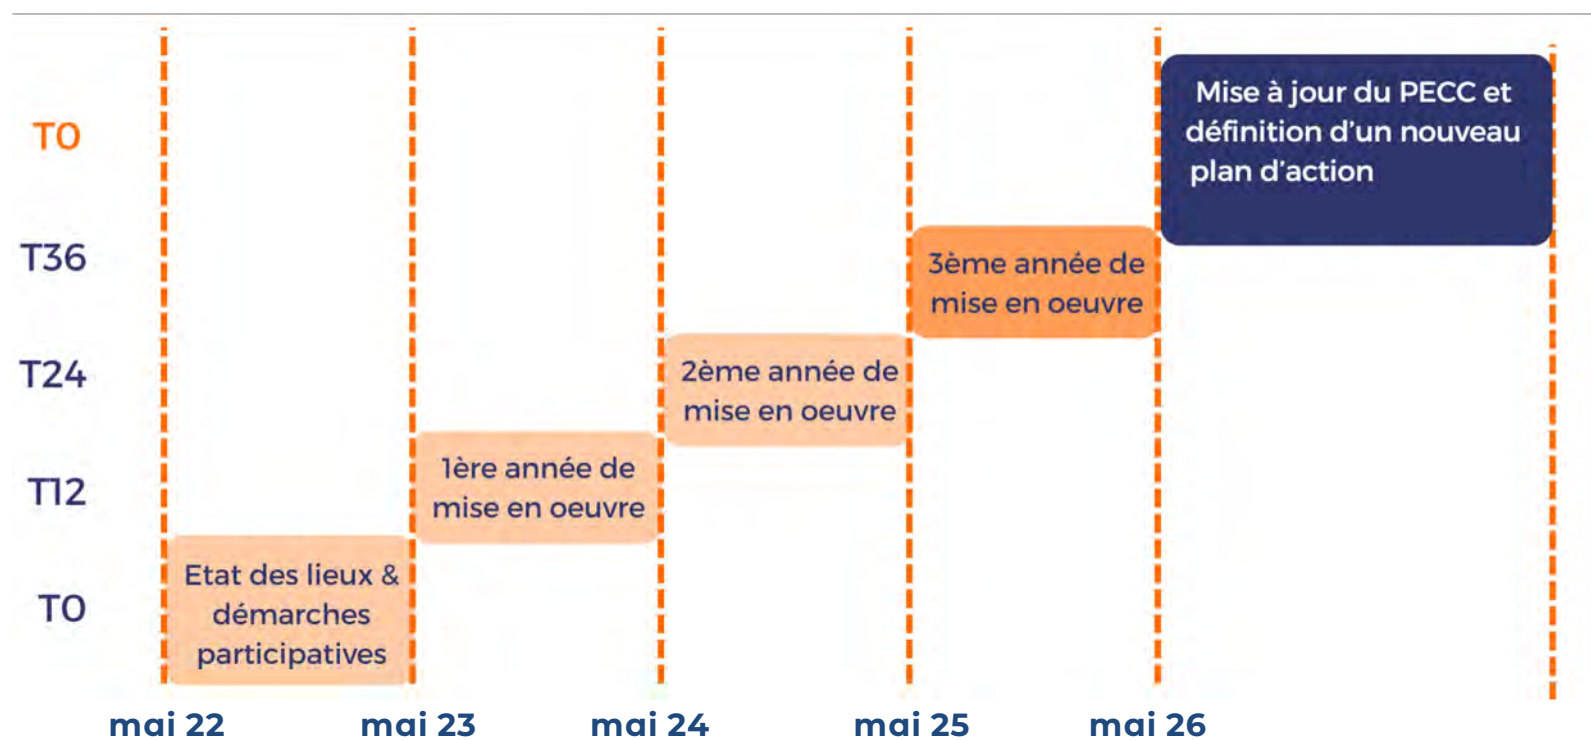 T0
Mise à jour du PECC et
définition d'un nouveau
plan d'action
T36
3ème année de
mise en oeuvre
T24
2ème année de
mise en oeuvre
T12
1ère année de
mise en oeuvre
T0
Etat des lieux &
démarches
participatives
mai 22 mai 23 mai 24 mai 25 mai 26